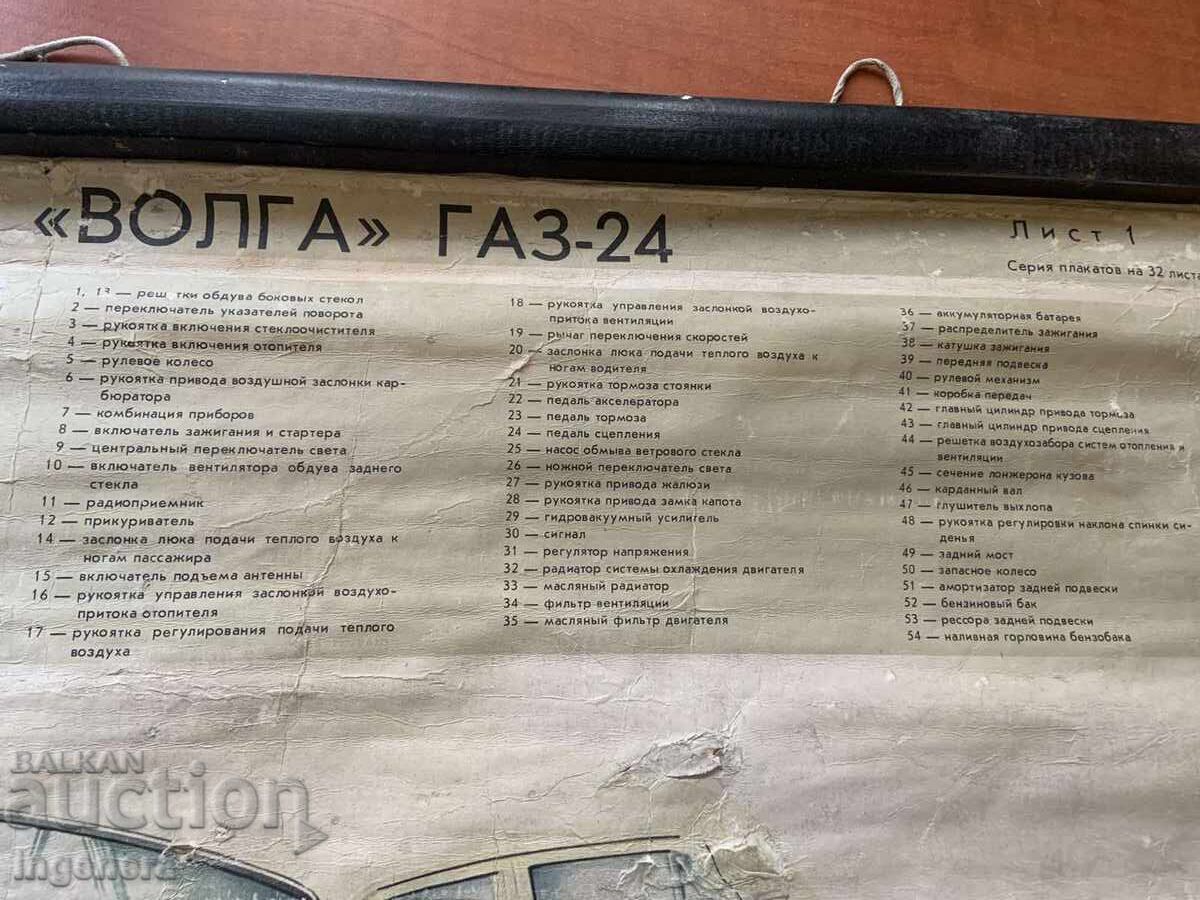 «ВОЛГА» ГАЗ-24
Лист 1
Серия плакатов на 32 листа
1, 13 — решетки обдува боковых стекол
2 — переключатель указателей поворота
3 — рукоятка включения стеклоочистителя
4 — рукоятка включения отопителя
5 — рулевое колесо
6 — рукоятка привода воздушной заслонки кар-
бюратора
7 — комбинация приборов
8 — включатель зажигания и стартера
9 — центральный переключатель света
10 — включатель вентилятора обдува заднего
стекла
11 — радиоприемник
12 — прикуриватель
14 — заслонка люка подачи теплого воздуха к
ногам пассажира
15 — включатель подъема антенны
16 — рукоятка управления заслонкой воздухо-
притока отопителя
17 — рукоятка регулирования подачи теплого
воздуха
18 — рукоятка управления заслонкой воздухо-
притока вентиляции
19 — рычаг переключения скоростей
20 — заслонка люка подачи теплого воздуха к
ногам водителя
21 — рукоятка тормоза стоянки
22 — педаль акселератора
23 — педаль тормоза
24 — педаль сцепления
25 — насос обмыва ветрового стекла
26 — ножной переключатель света
27 — рукоятка привода жалюзи
28 — рукоятка привода замка капота
29 — гидровакуумный усилитель
30 — сигнал
31 — регулятор напряжения
32 — радиатор системы охлаждения двигателя
33 — масляный радиатор
34 — фильтр вентиляции
35 — масляный фильтр двигателя
36 — аккумуляторная батарея
37 — распределитель зажигания
38 — катушка зажигания
39 — передняя подвеска
40 — рулевой механизм
41 — коробка передач
42 — главный цилиндр привода тормоза
43 — главный цилиндр привода сцепления
44 — решетка воздухозабора систем отопления и
вентиляции
45 — сечение лонжерона кузова
46 — карданный вал
47 — глушитель выхлопа
48 — рукоятка регулировки наклона спинки си-
денья
49 — задний мост
50 — запасное колесо
51 — амортизатор задней подвески
52 — бензиновый бак
53 — рессора задней подвески
54 — наливная горловина бензобака
BALKAN
auction
Ingenera